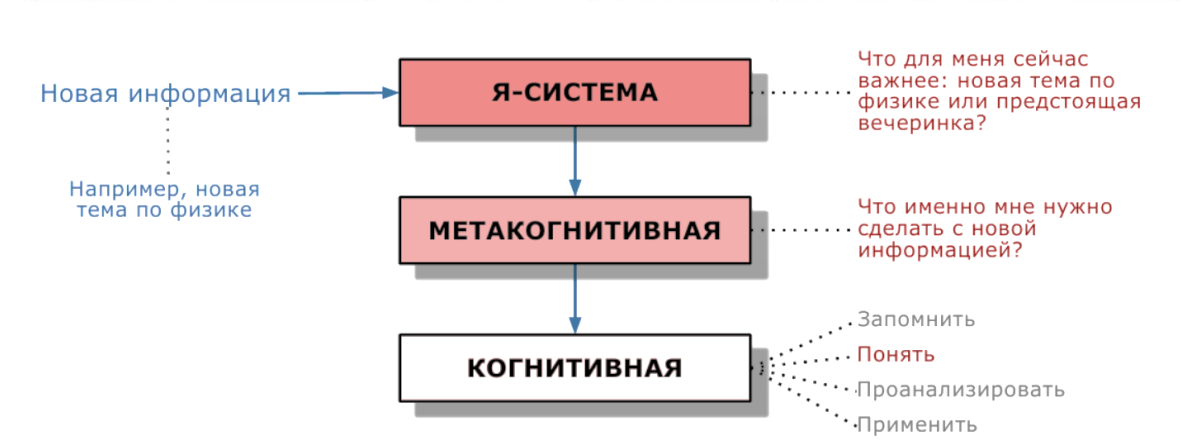 Новая информация
Например, новая
тема по физике
Я-СИСТЕМА
Что для меня сейчас
важнее: новая тема по
физике или предстоящая
вечеринка?
МЕТАКОГНИТИВНАЯ
Что именно мне нужно
сделать с новой
информацией?
КОГНИТИВНАЯ
Запомнить
Понять
Проанализировать
Применить